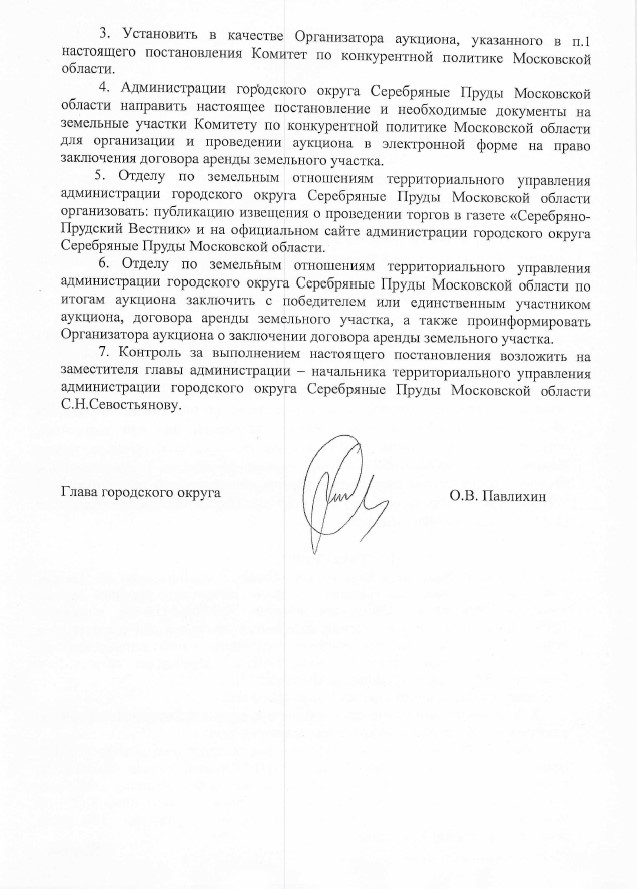 3. Установить в качестве Организатора аукциона, указанного в п.1
настоящего постановления Комитет по конкурентной политике Московской
области.
4. Администрации городского округа Серебряные Пруды Московской
области направить настоящее постановление и необходимые документы на
земельные участки Комитету по конкурентной политике Московской области
для организации и проведении аукциона в электронной форме на право
заключения договора аренды земельного участка.
5. Отделу по земельным отношениям территориального управления
администрации городского округа Серебряные Пруды Московской области
организовать: публикацию извещения о проведении торгов в газете «Серебряно-
Прудский Вестник» и на официальном сайте администрации городского округа
Серебряные Пруды Московской области.
6. Отделу по земельным отношениям территориального управления
администрации городского округа Серебряные Пруды Московской области по
итогам аукциона заключить с победителем или единственным участником
аукциона, договора аренды земельного участка, а также проинформировать
Организатора аукциона о заключении договора аренды земельного участка.
7. Контроль за выполнением настоящего постановления возложить на
заместителя главы администрации – начальника территориального управления
администрации городского округа Серебряные Пруды Московской области
С.Н.Севостьянову.
Глава городского округа О.В. Павлихин